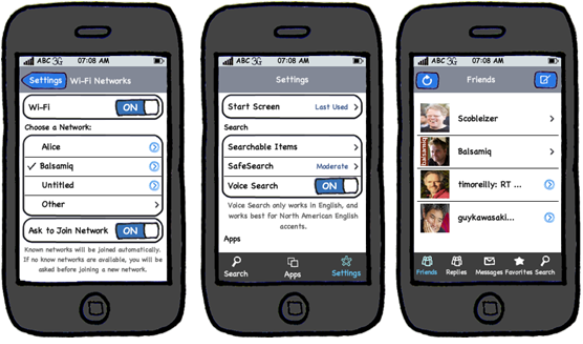 ABC 3G 07:08 AM
Settings Wi-Fi Networks
Wi-Fi ON
Choose a Network:
Alice
Balsamiq
Untitled
Other
Ask to Join Network ON
Known networks will be joined automatically.
If no know networks are available, you will be
asked before joining a new network.
ABC 3G 07:08 AM
Settings
Start Screen Last Used
Search
Searchable Items
SafeSearch Moderate
Voice Search ON
Voice Search only works in English, and
works best for North American English
accents.
Apps
Search Apps Settings
ABC 3G 07:08 AM
Friends
Scobleizer
Balsamiq
timoreilly: RT ...
guykawasaki...
Friends Replies Messages Favorites Search